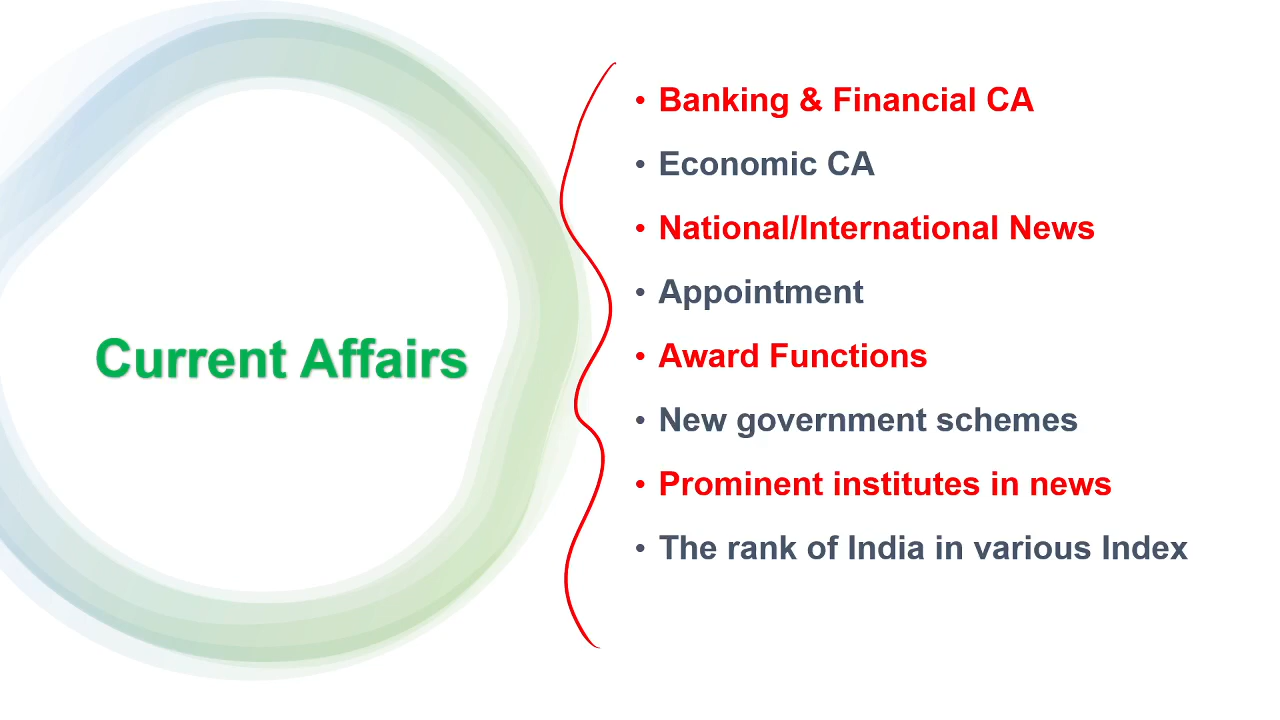 Current Affairs
• Banking & Financial CA
• Economic CA
• National/International News
• Appointment
• Award Functions
• New government schemes
• Prominent institutes in news
• The rank of India in various Index